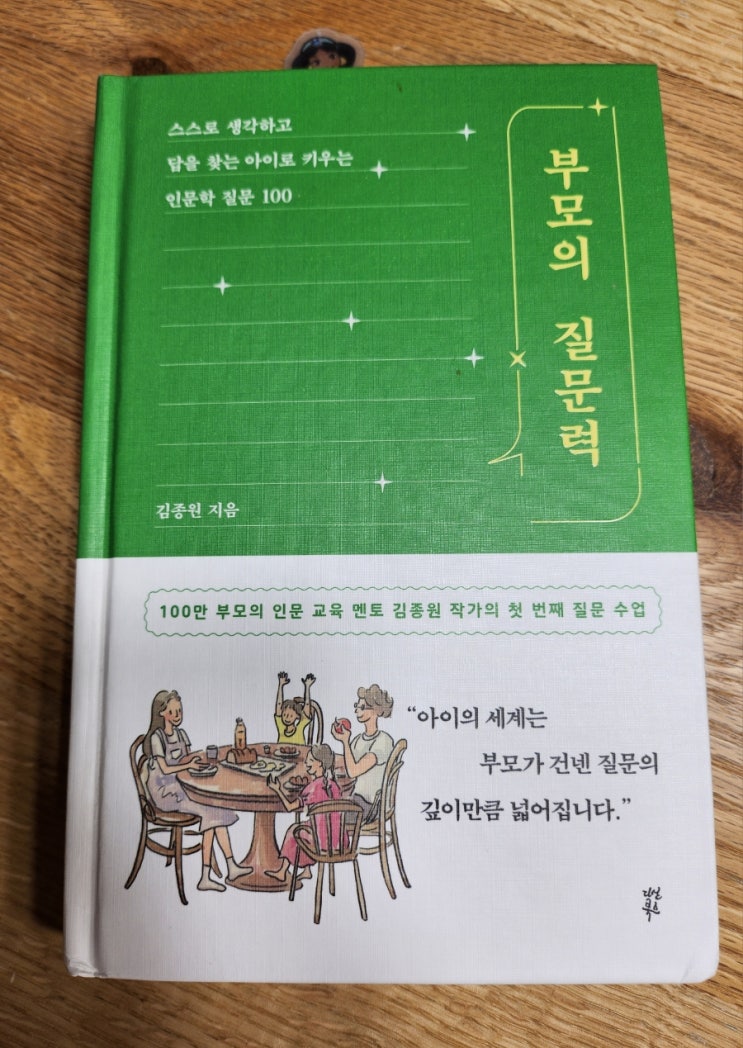 스스로 생각하고
답을 찾는 아이로 키우는
인문학 질문 100
부모의 질문력
김종원 지음
100만 부모의 인문 교육 멘토 김종원 작가의 첫 번째 질문 수업
“아이의 세계는
부모가 건넨 질문의
깊이만큼 넓어집니다.”
다산북스